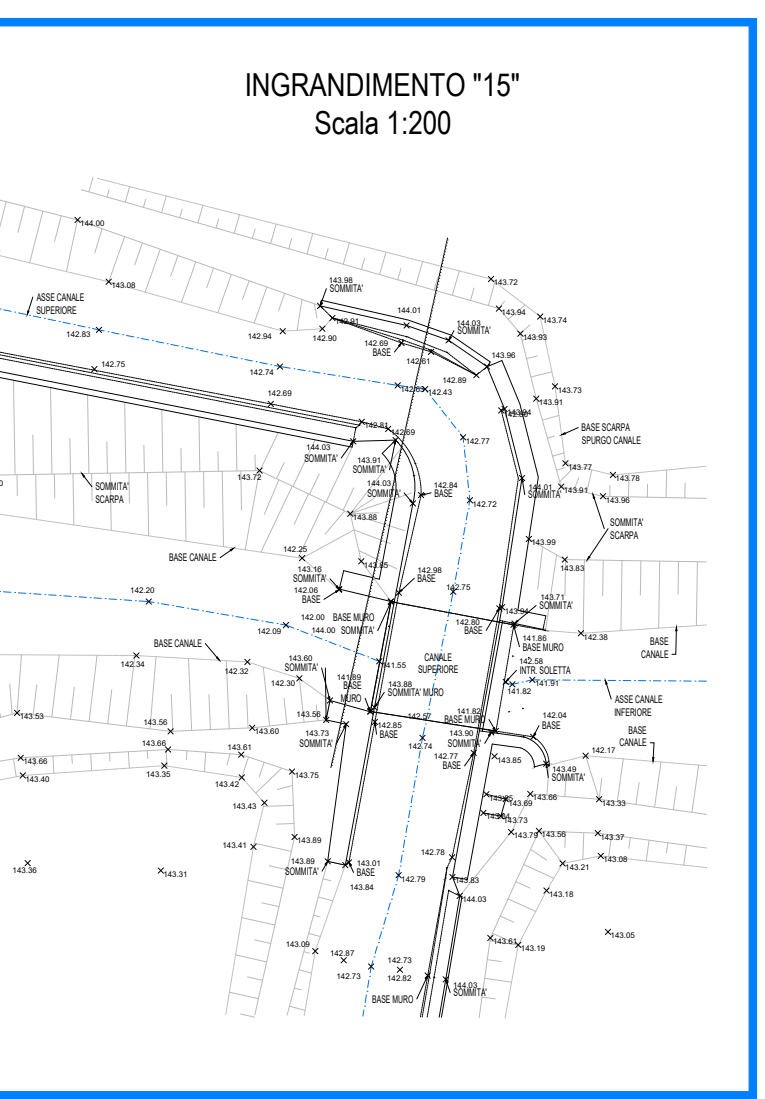 INGRANDIMENTO "15"
Scala 1:200
144.00
143.08
ASSE CANALE
SUPERIORE
142.83
142.94
142.90
143.98
SOMMITA'
142.91
144.01
144.03
SOMMITA'
142.69
BASE
142.61
143.96
143.72
143.94
143.74
143.93
142.75
142.74
142.63
142.43
142.89
143.73
143.91
142.69
142.81
142.69
142.77
BASE SCARPA
SPURGO CANALE
144.03
SOMMITA'
143.91
SOMMITA'
144.03
SOMMITA'
142.84
BASE
142.72
144.01
SOMMITA'
143.77
143.91
143.78
143.96
SOMMITA'
SCARPA
143.72
143.88
SOMMITA'
SCARPA
143.99
143.83
BASE CANALE
142.25
143.85
143.16
SOMMITA'
142.06
BASE
142.98
BASE
142.75
143.71
SOMMITA'
143.94
142.80
BASE
142.20
142.09
142.00
144.00
BASE MURO
SOMMITA'
141.86
BASE MURO
142.38
BASE
CANALE
BASE CANALE
142.34
142.32
142.30
143.60
SOMMITA'
141.55
CANALE
SUPERIORE
142.58
INTR. SOLETTA
141.82
141.91
ASSE CANALE
INFERIORE
141.89
BASE
MURO
143.88
SOMMITA' MURO
143.53
143.56
143.60
143.56
143.73
SOMMITA'
142.85
BASE
142.57
142.74
141.82
BASE MURO
143.90
SOMMITA'
142.04
BASE
BASE
CANALE
142.77
BASE
143.85
142.17
143.49
SOMMITA'
143.66
143.66
143.61
143.40
143.35
143.42
143.75
143.43
143.69
143.66
143.33
143.73
143.41
143.89
143.79
143.56
143.37
143.36
143.31
143.89
SOMMITA'
143.01
BASE
143.84
142.78
142.79
143.83
144.03
143.21
143.08
143.18
143.09
142.87
142.73
142.73
142.82
143.61
143.19
143.05
BASE MURO
144.03
SOMMITA'